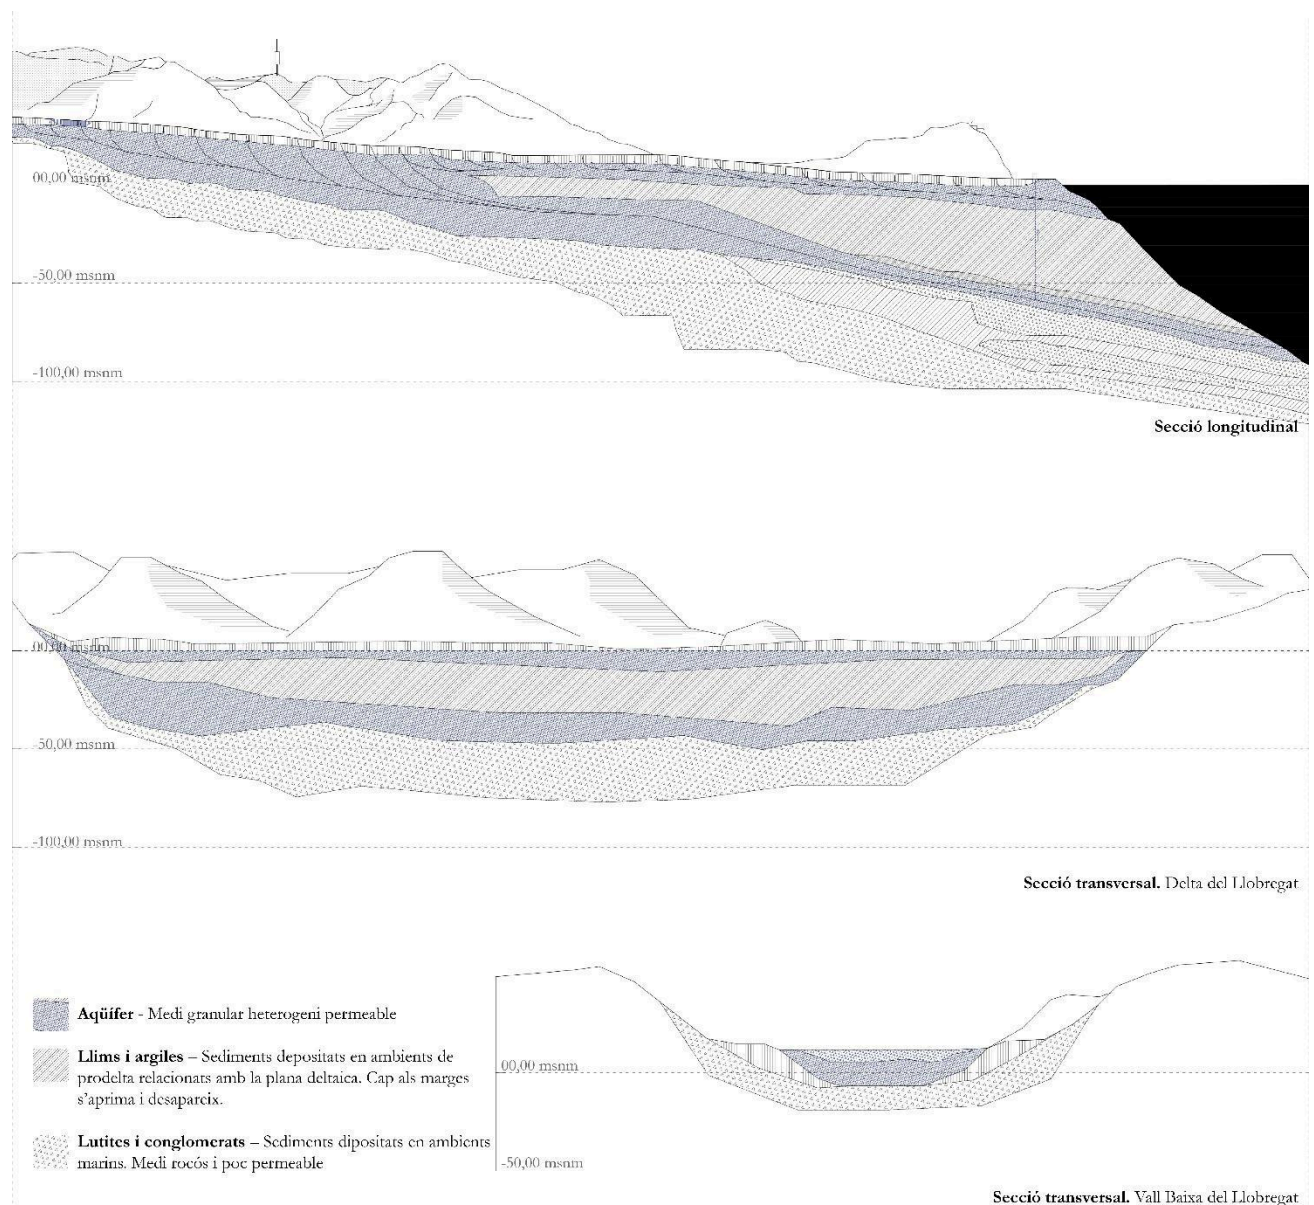 00,00 msnm
-50,00 msnm
-100,00 msnm
Secció longitudinal
00,00 msnm
-50,00 msnm
-100,00 msnm
Secció transversal. Delta del Llobregat
Aqüífer - Medi granular heterogeni permeable
Llims i argiles – Sediments depositats en ambients de
prodelta relacionats amb la plana deltaica. Cap als marges
s’aprima i desapareix.
Lutites i conglomerats – Sediments dipositats en ambients
marins. Medi rocós i poc permeable
00,00 msnm
-50,00 msnm
Secció transversal. Vall Baixa del Llobregat